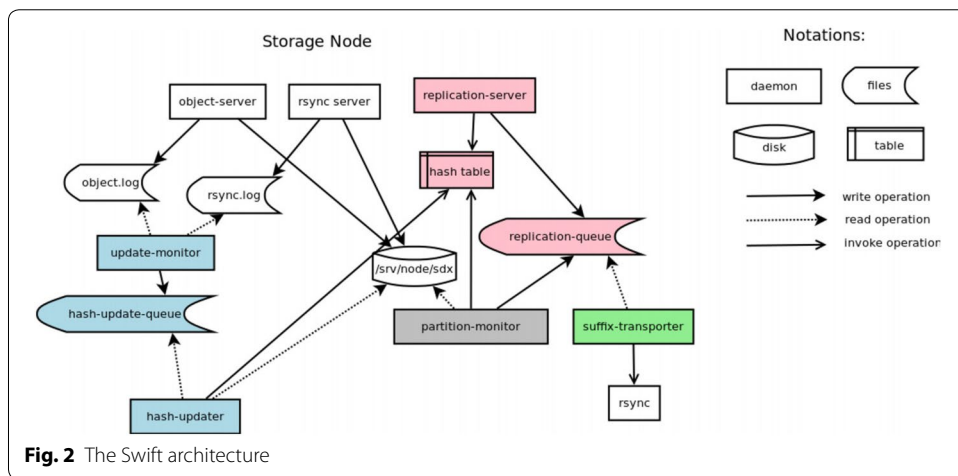 Storage Node
Notations:
object-server
rsync server
replication-server
daemon
files
object.log
rsync.log
hash table
disk
table
write operation
update-monitor
replication-queue
read operation
/srv/node/sdx
invoke operation
hash-update-queue
partition-monitor
suffix-transporter
hash-updater
rsync
Fig. 2 The Swift architecture